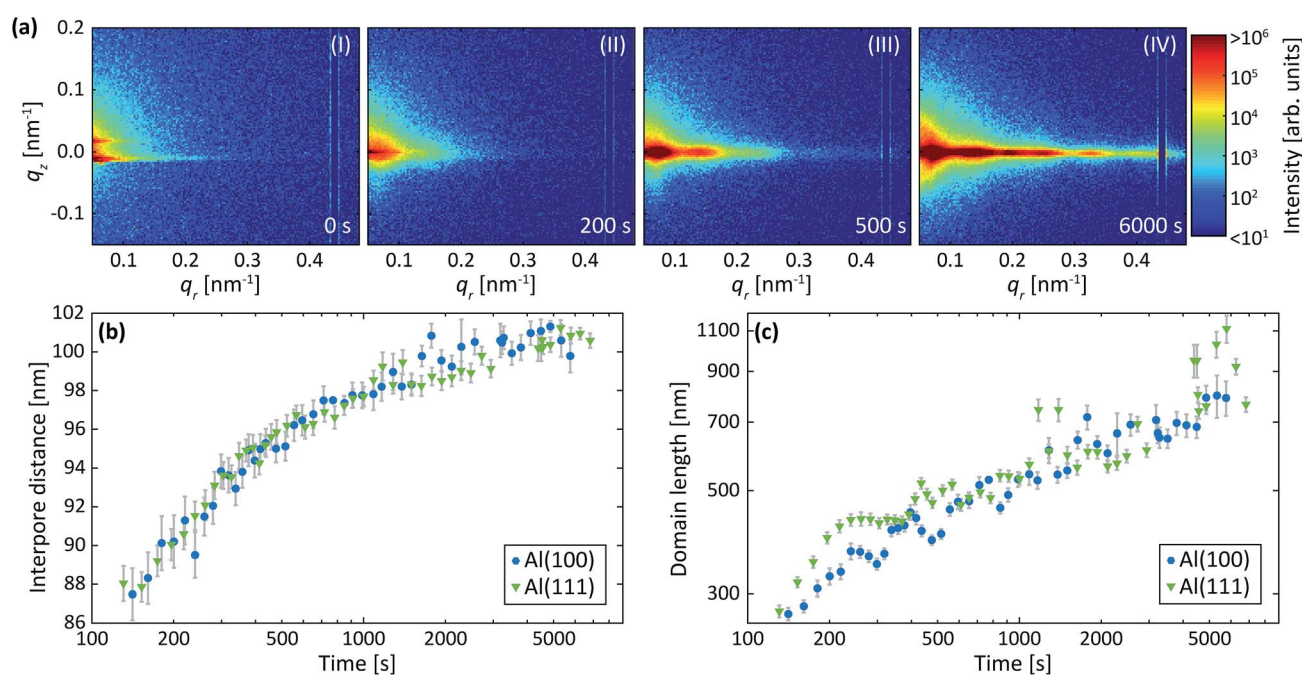 (a)
0.2
0.1
0.0
-0.1
q_z [nm⁻¹]
(I)
0 s
(II)
200 s
(III)
500 s
(IV)
6000 s
0.1 0.2 0.3 0.4
q_r [nm⁻¹]
0.1 0.2 0.3 0.4
q_r [nm⁻¹]
0.1 0.2 0.3 0.4
q_r [nm⁻¹]
0.1 0.2 0.3 0.4
q_r [nm⁻¹]
>10⁶
10⁵
10⁴
10³
10²
<10¹
Intensity [arb. units]
(b)
102
100
98
96
94
92
90
88
86
Interpore distance [nm]
Al(100)
Al(111)
100 200 500 1000 2000 5000
Time [s]
(c)
1100
900
700
500
300
Domain length [nm]
Al(100)
Al(111)
100 200 500 1000 2000 5000
Time [s]